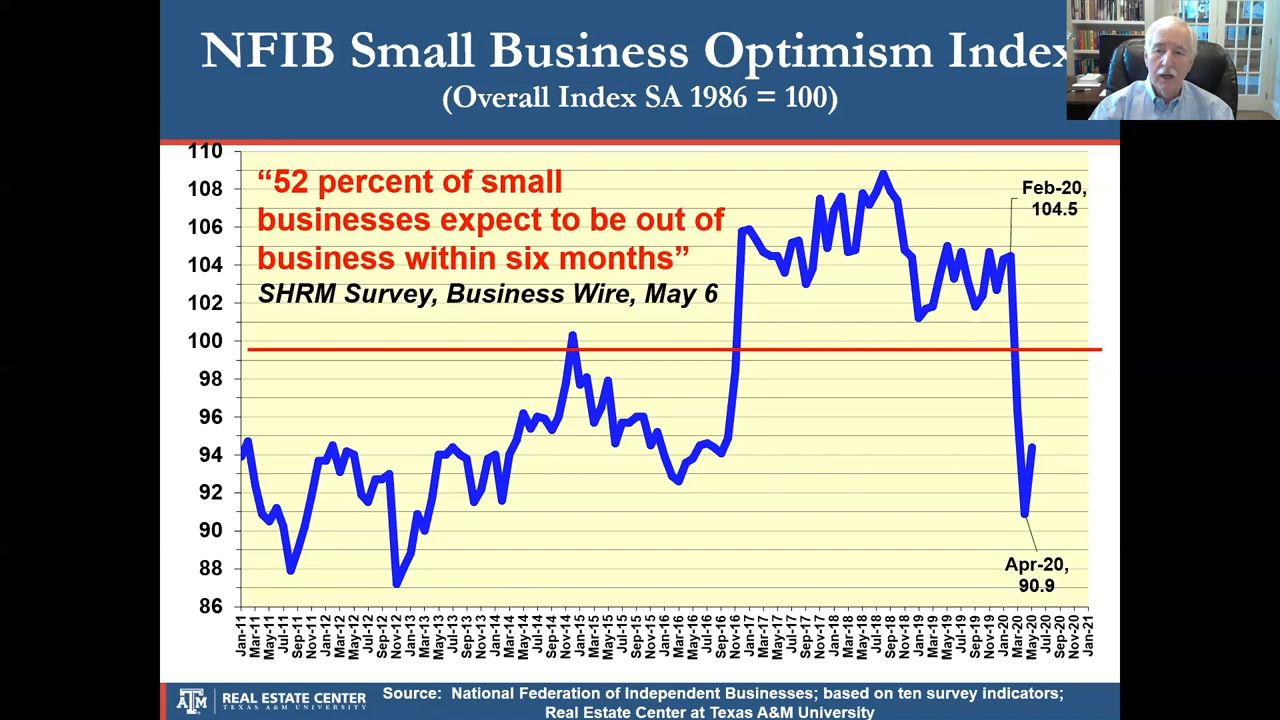 NFIB Small Business Optimism Index
(Overall Index SA 1986 = 100)
110
108
106
104
102
100
98
96
94
92
90
88
86
“52 percent of small
businesses expect to be out of
business within six months”
SHRM Survey, Business Wire, May 6
Feb-20,
104.5
Apr-20,
90.9
Jan-11
Mar-11
May-11
Jul-11
Sep-11
Nov-11
Jan-12
Mar-12
May-12
Jul-12
Sep-12
Nov-12
Jan-13
Mar-13
May-13
Jul-13
Sep-13
Nov-13
Jan-14
Mar-14
May-14
Jul-14
Sep-14
Nov-14
Jan-15
Mar-15
May-15
Jul-15
Sep-15
Nov-15
Jan-16
Mar-16
May-16
Jul-16
Sep-16
Nov-16
Jan-17
Mar-17
May-17
Jul-17
Sep-17
Nov-17
Jan-18
Mar-18
May-18
Jul-18
Sep-18
Nov-18
Jan-19
Mar-19
May-19
Jul-19
Sep-19
Nov-19
Jan-20
Mar-20
May-20
Jul-20
Sep-20
Nov-20
Jan-21
ATM
REAL ESTATE CENTER
TEXAS A&M UNIVERSITY
Source: National Federation of Independent Businesses; based on ten survey indicators;
Real Estate Center at Texas A&M University